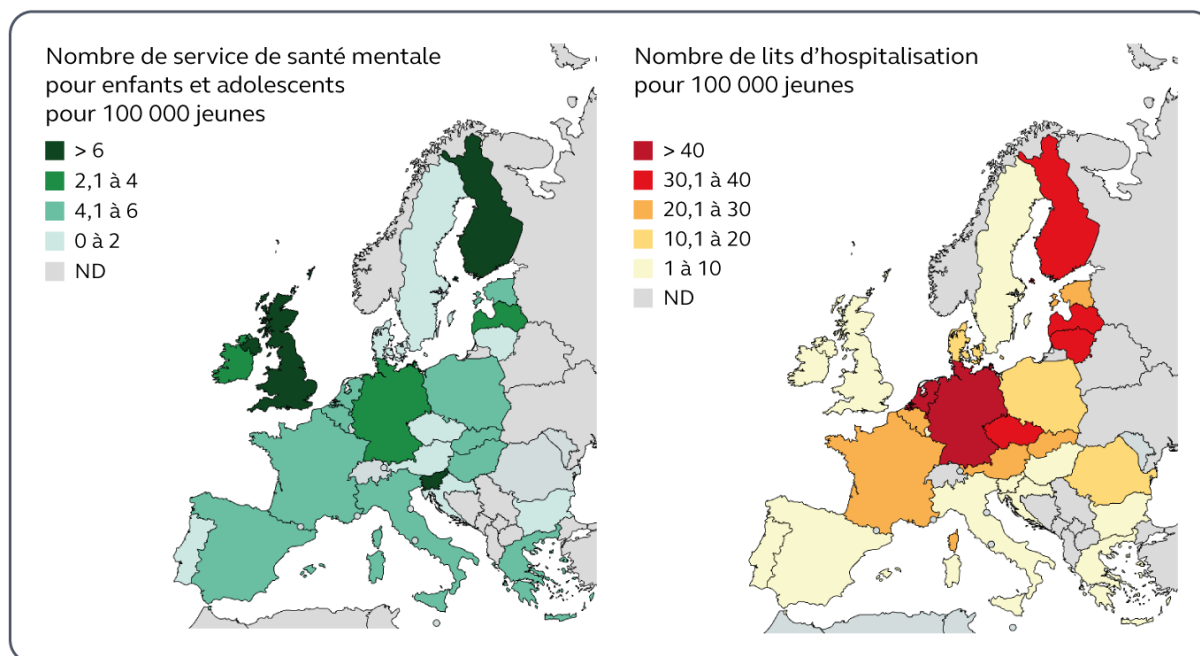 Nombre de service de santé mentale
pour enfants et adolescents
pour 100 000 jeunes
> 6
2,1 à 4
4,1 à 6
0 à 2
ND
Nombre de lits d’hospitalisation
pour 100 000 jeunes
> 40
30,1 à 40
20,1 à 30
10,1 à 20
1 à 10
ND